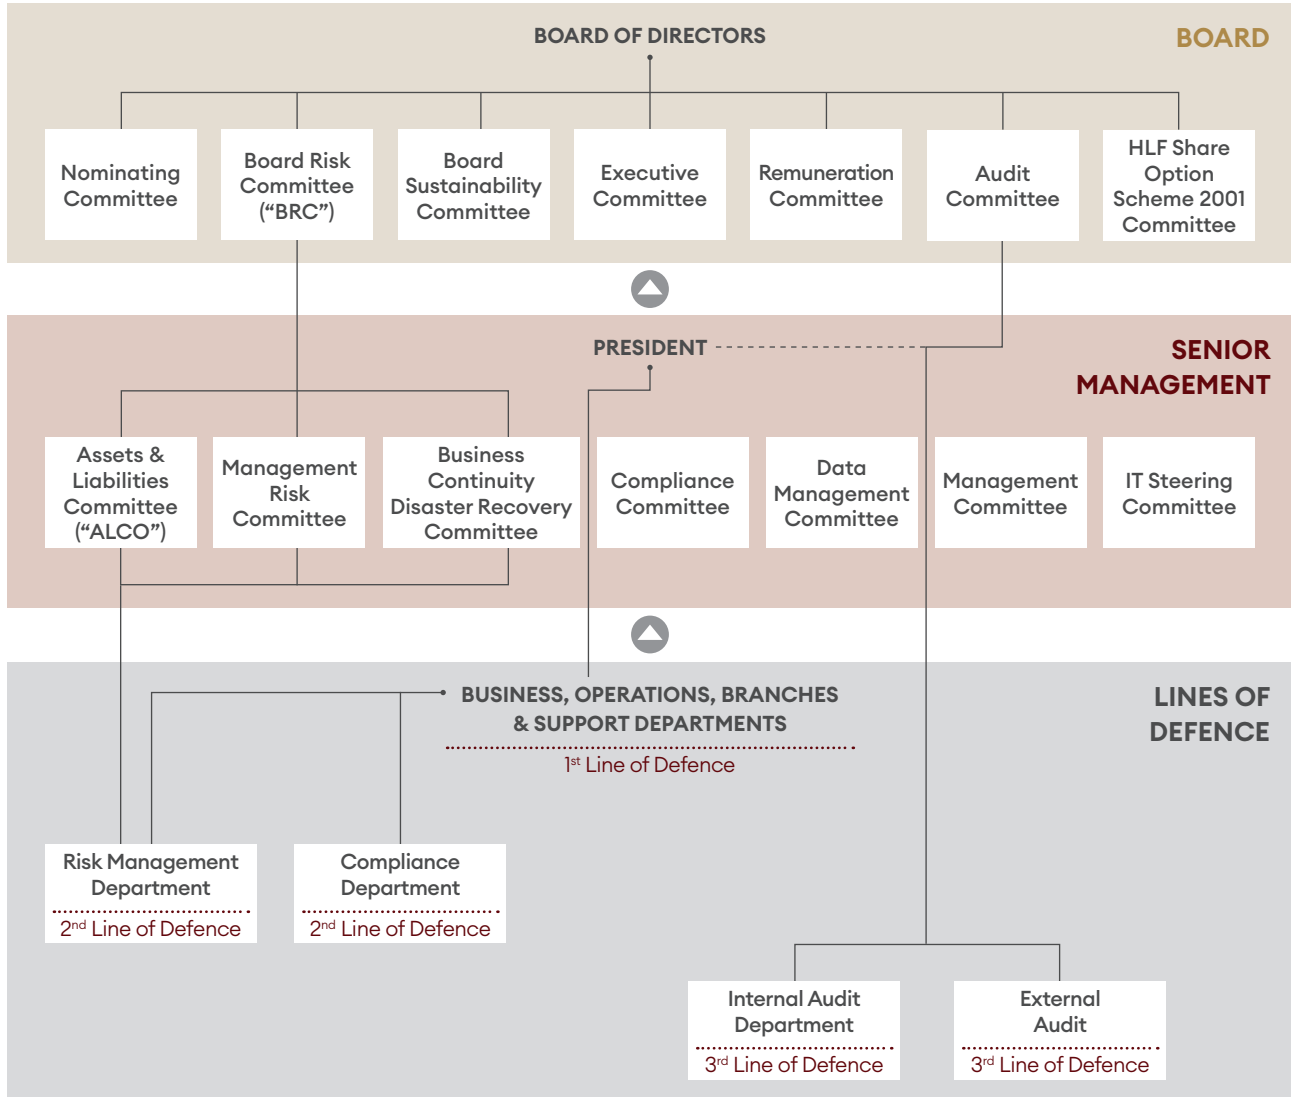 BOARD OF DIRECTORS
BOARD
Nominating
Committee
Board Risk
Committee
(“BRC”)
Board
Sustainability
Committee
Executive
Committee
Remuneration
Committee
Audit
Committee
HLF Share
Option
Scheme 2001
Committee
PRESIDENT
SENIOR
MANAGEMENT
Assets &
Liabilities
Committee
(“ALCO”)
Management
Risk
Committee
Business
Continuity
Disaster Recovery
Committee
Compliance
Committee
Data
Management
Committee
Management
Committee
IT Steering
Committee
BUSINESS, OPERATIONS, BRANCHES
& SUPPORT DEPARTMENTS
1st Line of Defence
LINES OF
DEFENCE
Risk Management
Department
2nd Line of Defence
Compliance
Department
2nd Line of Defence
Internal Audit
Department
3rd Line of Defence
External
Audit
3rd Line of Defence